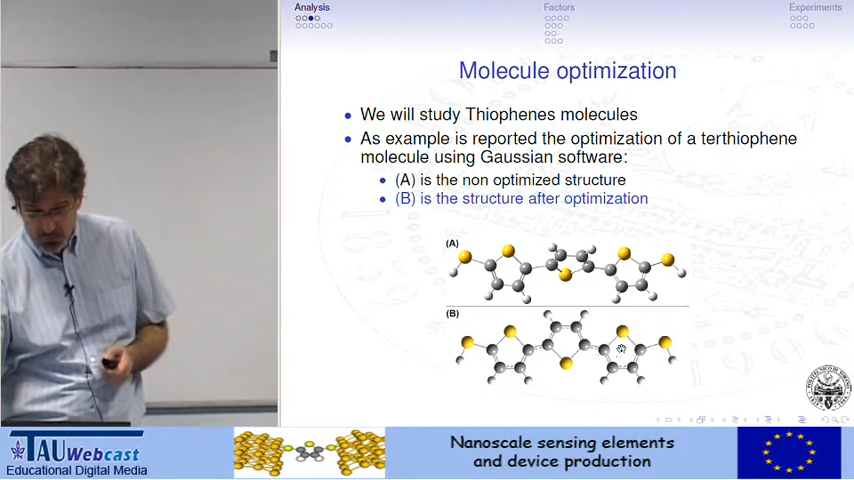 Analysis
Factors
Experiments
Molecule optimization
We will study Thiophenes molecules
As example is reported the optimization of a terthiophene
molecule using Gaussian software:
(A) is the non optimized structure
(B) is the structure after optimization
(A)
(B)
TAU Webcast
Educational Digital Media
Nanoscale sensing elements
and device production